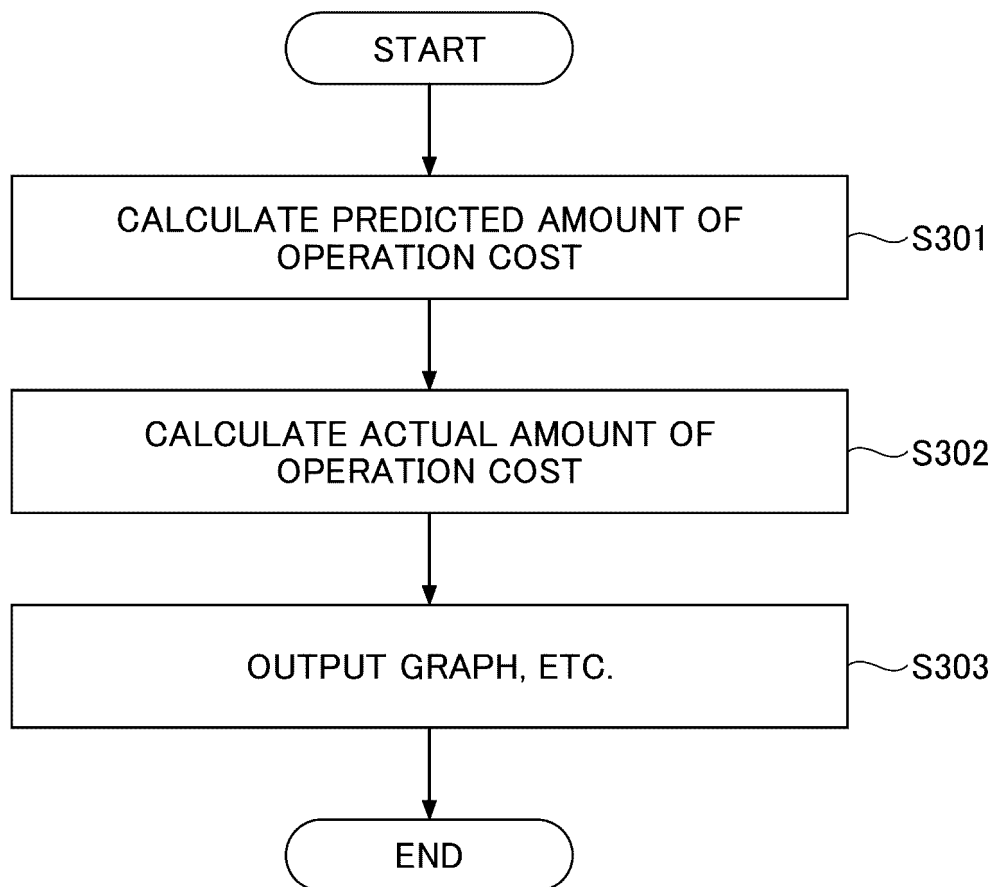 START
CALCULATE PREDICTED AMOUNT OF
OPERATION COST
S301
CALCULATE ACTUAL AMOUNT OF
OPERATION COST
S302
OUTPUT GRAPH, ETC.
S303
END